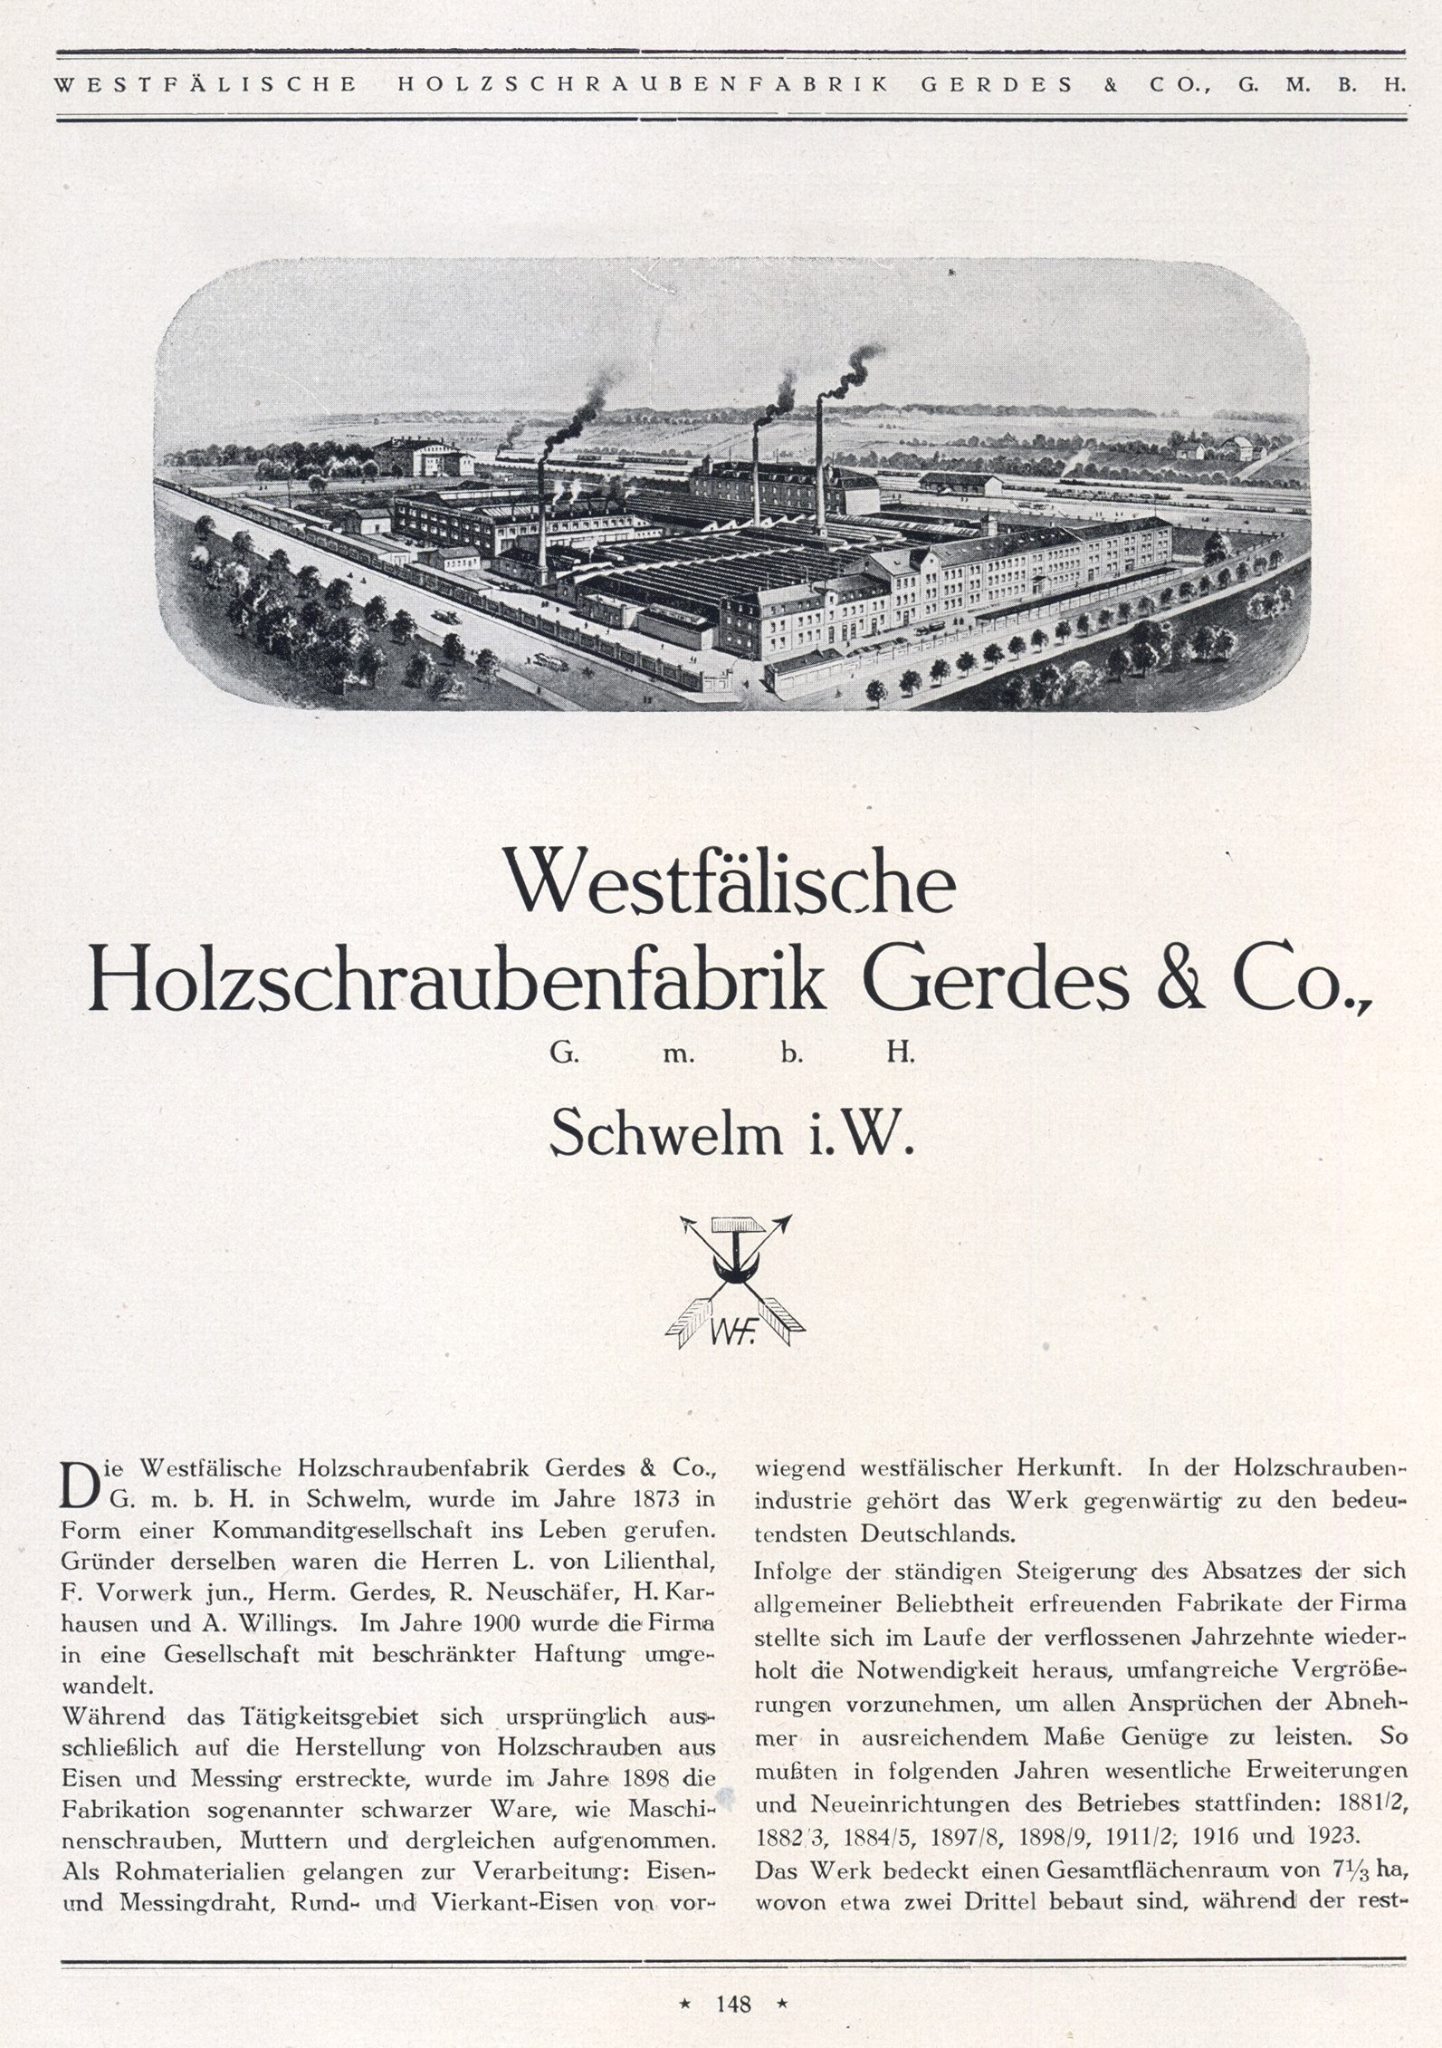 WESTFÄLISCHE HOLZSCHRAUBENFABRIK GERDES & CO., G. M. B. H.
Westfälische
Holzschraubenfabrik Gerdes & Co.,
G. m. b. H.
Schwelm i. W.
WF.
Die Westfälische Holzschraubenfabrik Gerdes & Co.,
G. m. b. H. in Schwelm, wurde im Jahre 1873 in
Form einer Kommanditgesellschaft ins Leben gerufen.
Gründer derselben waren die Herren L. von Lilienthal,
F. Vorwerk jun., Herm. Gerdes, R. Neuschäfer, H. Kar-
hausen und A. Willings. Im Jahre 1900 wurde die Firma
in eine Gesellschaft mit beschränkter Haftung umge-
wandelt.
Während das Tätigkeitsgebiet sich ursprünglich aus-
schließlich auf die Herstellung von Holzschrauben aus
Eisen und Messing erstreckte, wurde im Jahre 1898 die
Fabrikation sogenannter schwarzer Ware, wie Maschi-
nenschrauben, Muttern und dergleichen aufgenommen.
Als Rohmaterialien gelangen zur Verarbeitung: Eisen-
und Messingdraht, Rund- und Vierkant-Eisen von vor-
wiegend westfälischer Herkunft. In der Holzschrauben-
industrie gehört das Werk gegenwärtig zu den bedeu-
tendsten Deutschlands.
Infolge der ständigen Steigerung des Absatzes der sich
allgemeiner Beliebtheit erfreuenden Fabrikate der Firma
stellte sich im Laufe der verflossenen Jahrzehnte wieder-
holt die Notwendigkeit heraus, umfangreiche Vergröße-
rungen vorzunehmen, um allen Ansprüchen der Abneh-
mer in ausreichendem Maße Genüge zu leisten. So
mußten in folgenden Jahren wesentliche Erweiterungen
und Neueinrichtungen des Betriebes stattfinden: 1881/2,
1882/3, 1884/5, 1897/8, 1898/9, 1911/2; 1916 und 1923.
Das Werk bedeckt einen Gesamtflächenraum von 7⅓ ha,
wovon etwa zwei Drittel bebaut sind, während der rest-
★ 148 ★